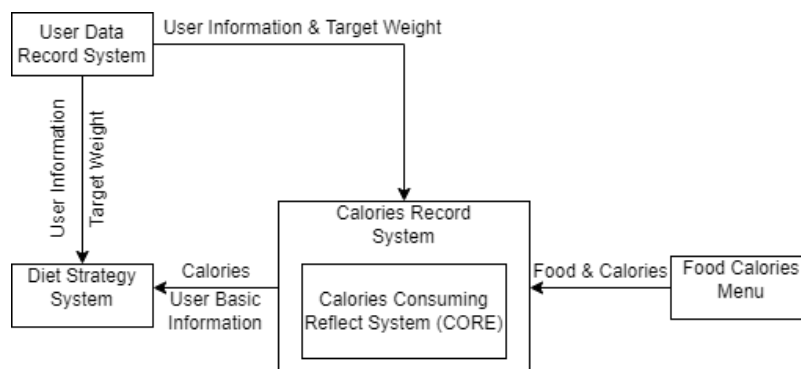 User Data
Record System
User Information & Target Weight
User Information
Target Weight
Calories Record
System
Diet Strategy
System
Calories
User Basic
Information
Calories Consuming
Reflect System (CORE)
Food & Calories
Food Calories
Menu